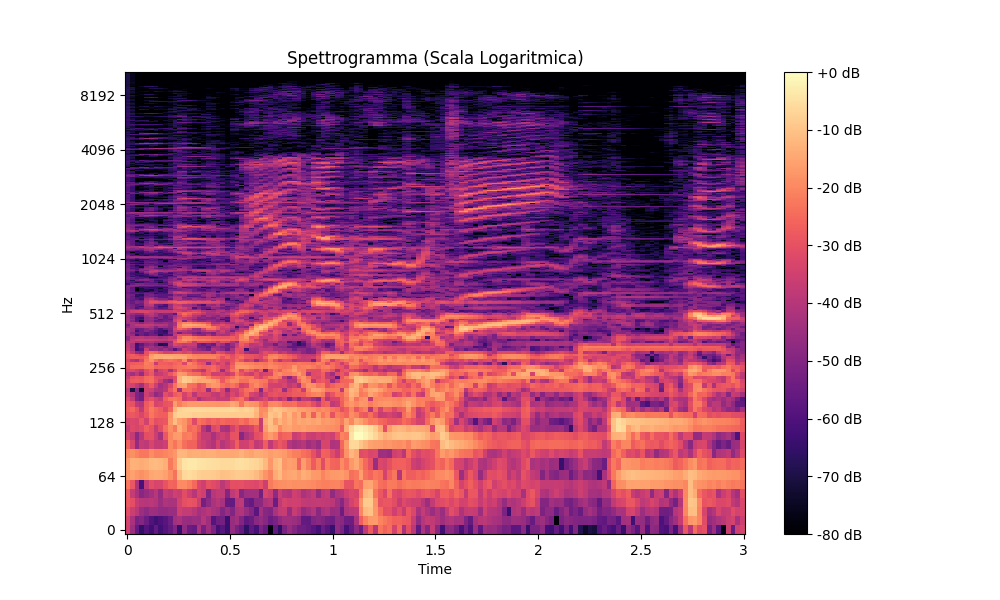 Spettrogramma (Scala Logaritmica)
Hz
8192
4096
2048
1024
512
256
128
64
0
0
0.5
1
1.5
2
2.5
3
Time
+0 dB
-10 dB
-20 dB
-30 dB
-40 dB
-50 dB
-60 dB
-70 dB
-80 dB